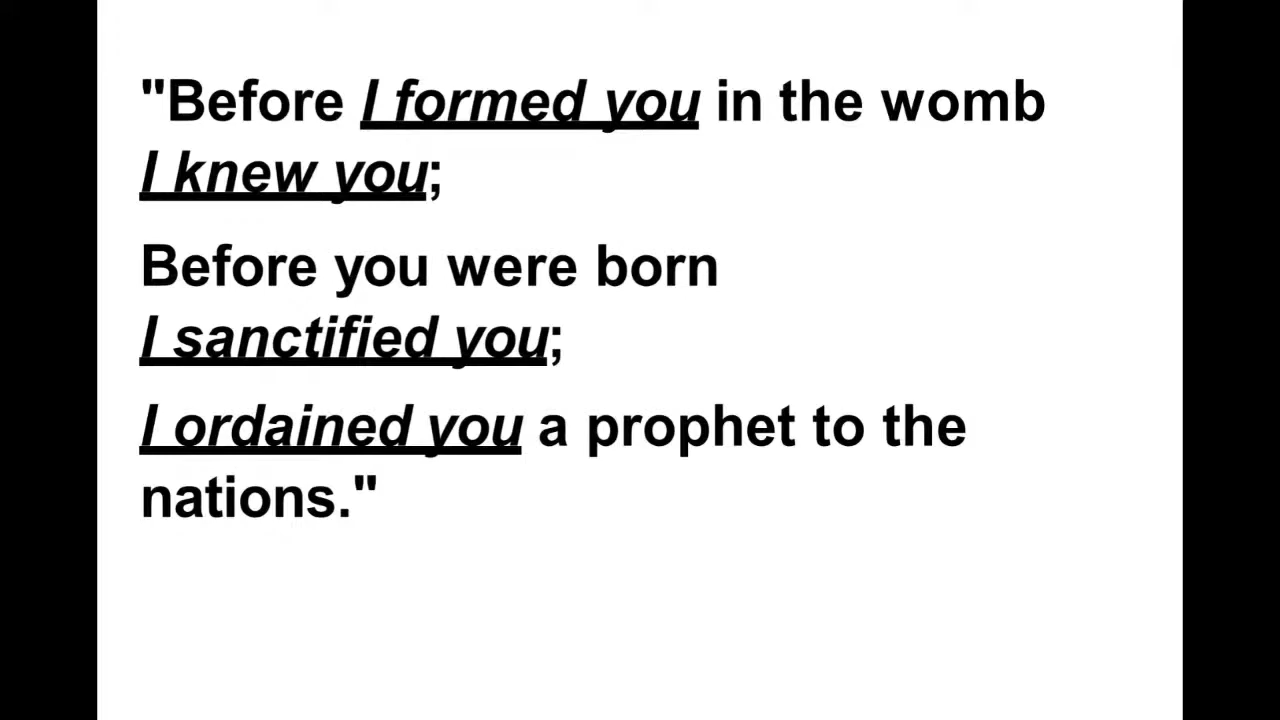 "Before I formed you in the womb
I knew you;
Before you were born
I sanctified you;
I ordained you a prophet to the
nations."